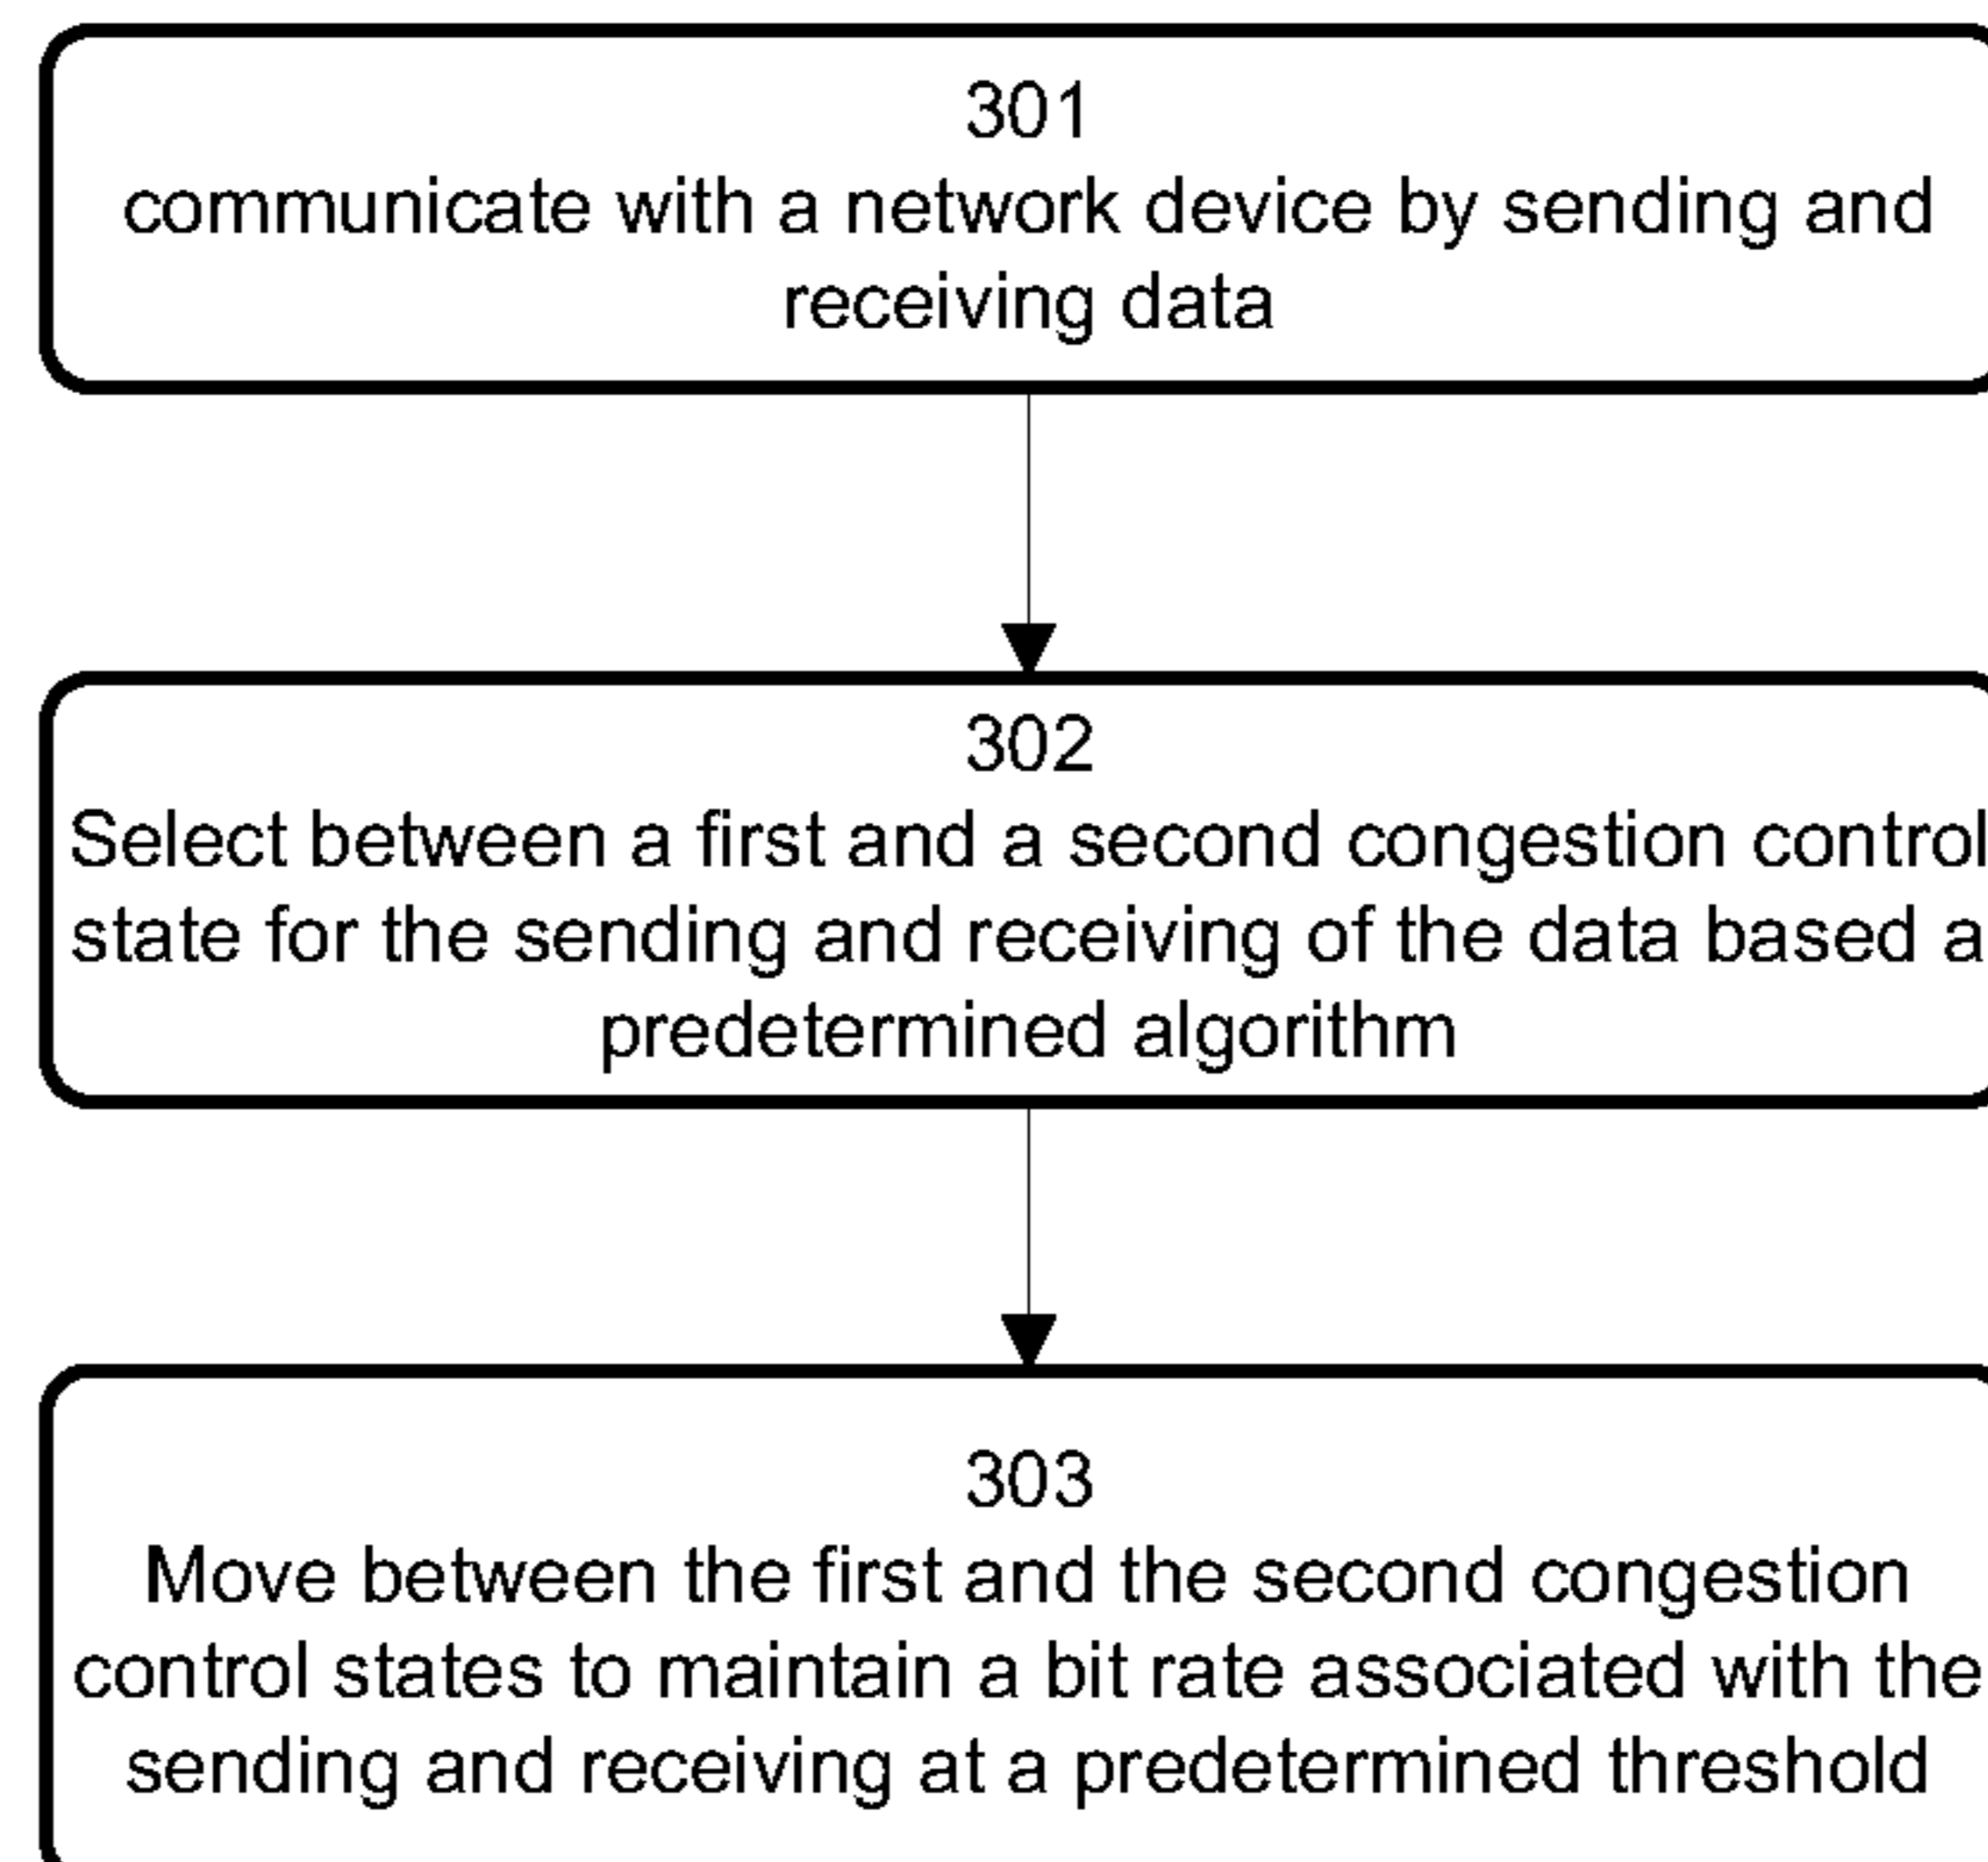 301
communicate with a network device by sending and
receiving data
302
Select between a first and a second congestion control
state for the sending and receiving of the data based a
predetermined algorithm
303
Move between the first and the second congestion
control states to maintain a bit rate associated with the
sending and receiving at a predetermined threshold